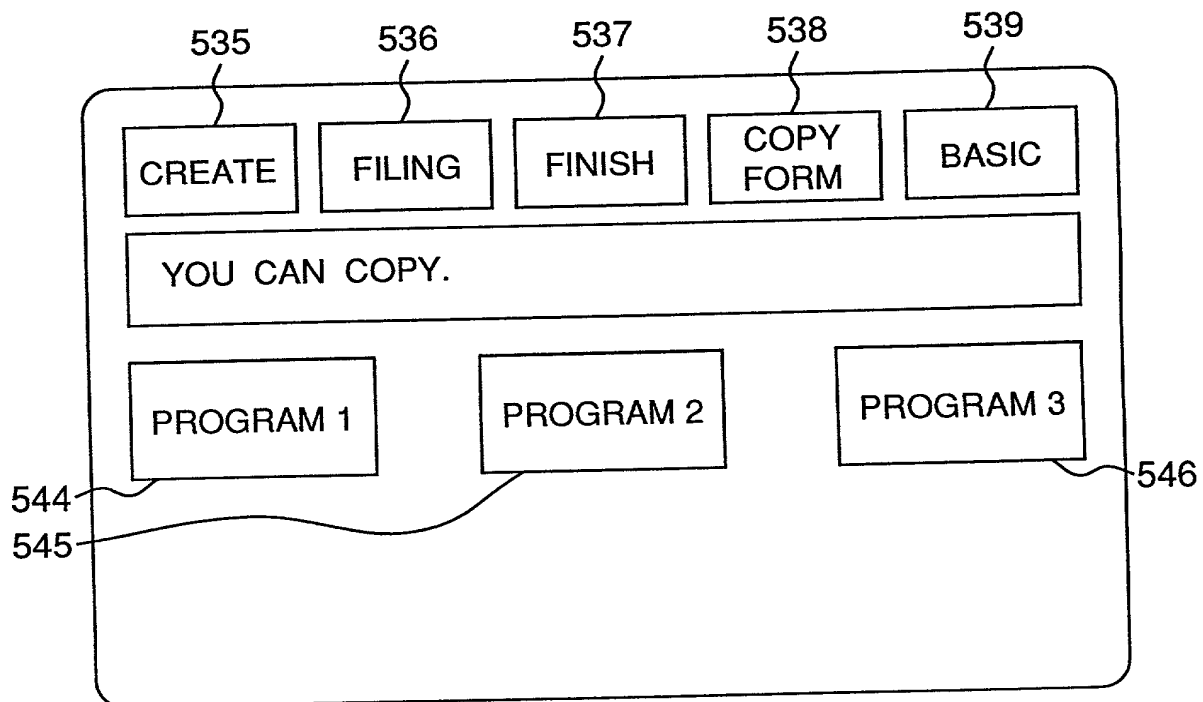 535 536 537 538 539
CREATE FILING FINISH COPY FORM BASIC
YOU CAN COPY.
PROGRAM 1 PROGRAM 2 PROGRAM 3
544 546
545